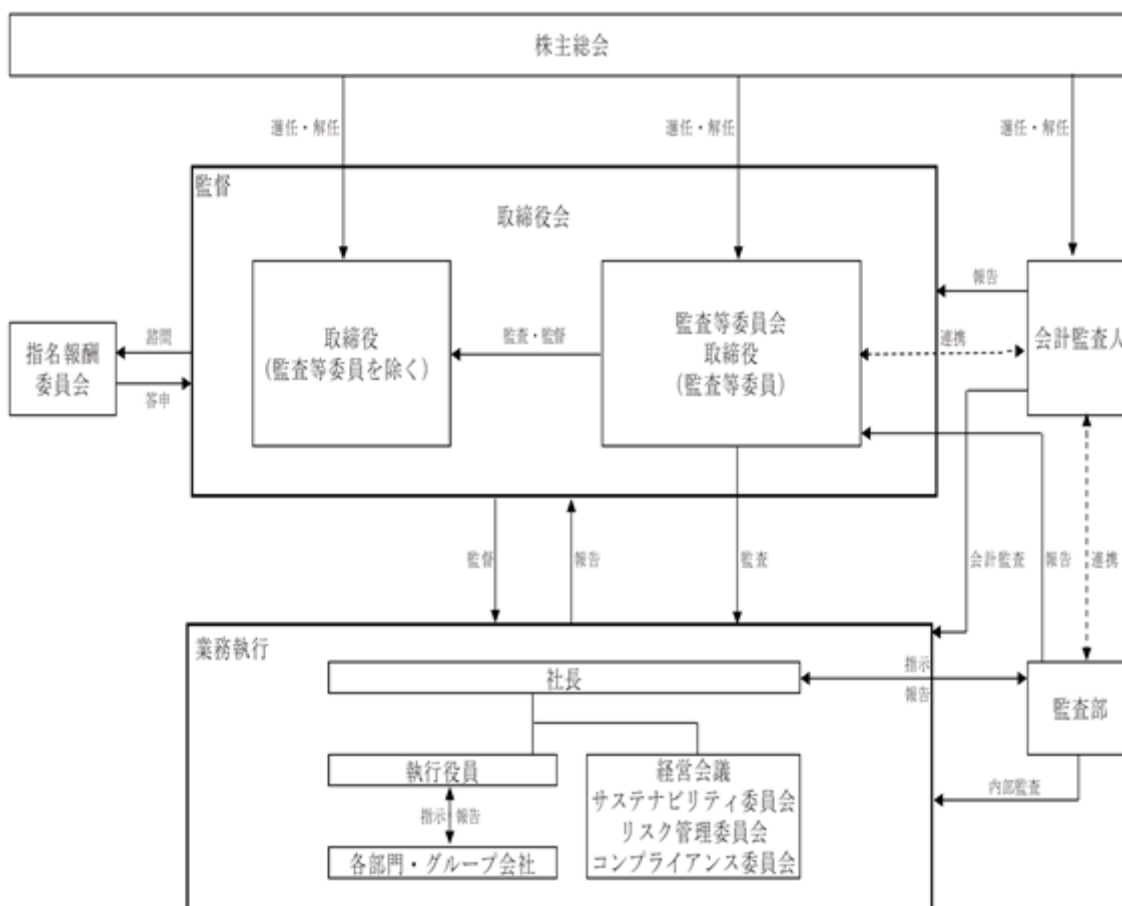 株主総会
選任・解任
選任・解任
選任・解任
監督
取締役会
取締役
(監査等委員を除く)
監査・監督
監査等委員会
取締役
(監査等委員)
報告
連携
会計監査人
指名報酬
委員会
諮問
答申
監督
報告
監査
会計監査
報告
連携
業務執行
社長
指示
報告
監査部
執行役員
指示
報告
各部門・グループ会社
経営会議
サステナビリティ委員会
リスク管理委員会
コンプライアンス委員会
内部監査